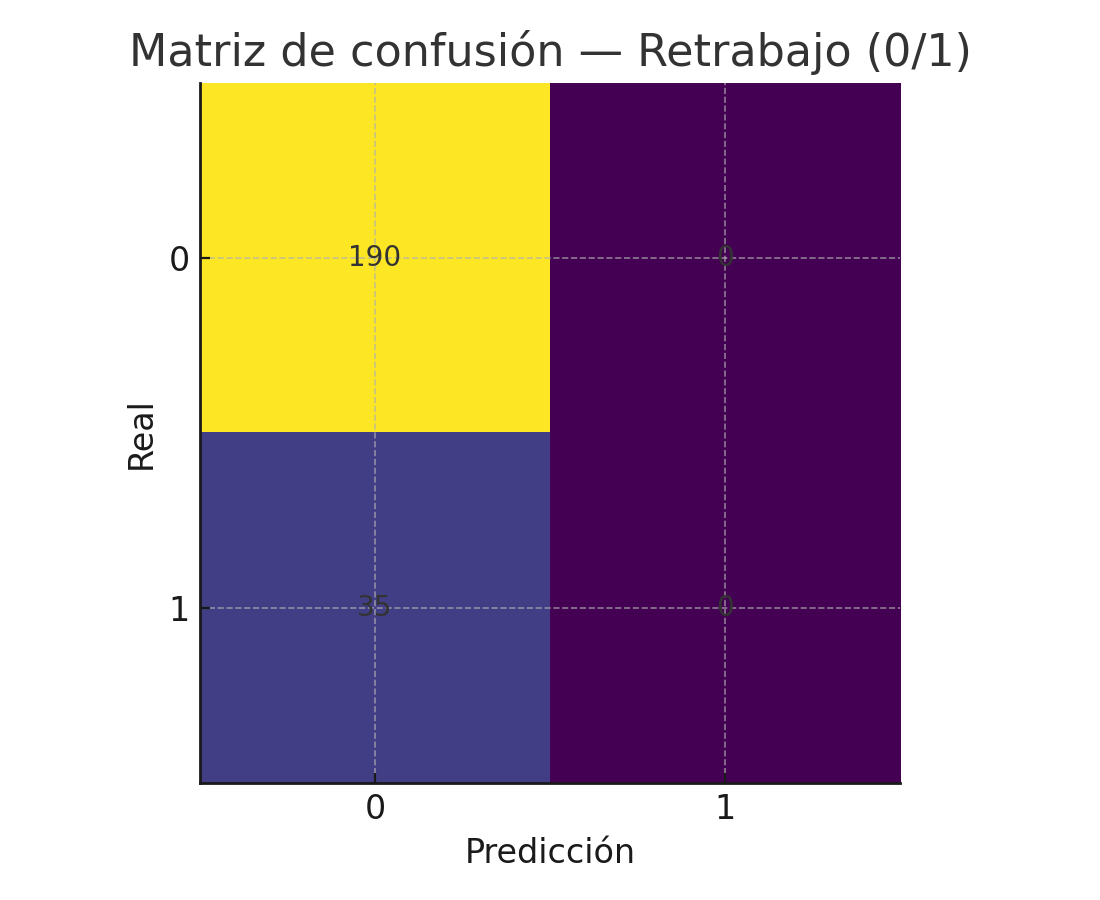 Matriz de confusión — Retrabajo (0/1)
0
190
0
Real
1
35
0
0
1
Predicción